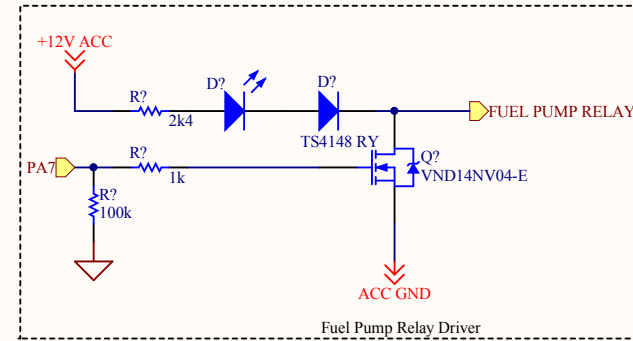 +12V ACC
R?
2k4
D?
D?
TS4148 RY
FUEL PUMP RELAY
PA7
R?
1k
R?
100k
Q?
VND14NV04-E
ACC GND
Fuel Pump Relay Driver